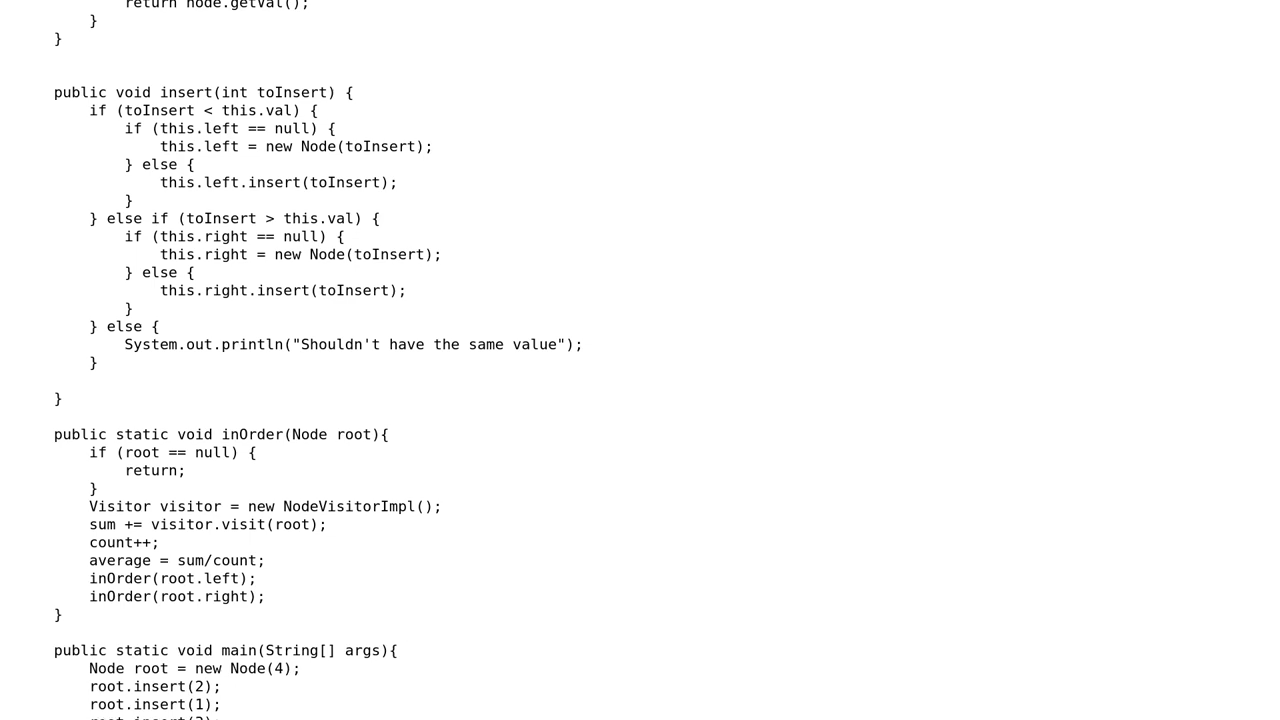 return node.getVal();
}
}
public void insert(int toInsert) {
if (toInsert < this.val) {
if (this.left == null) {
this.left = new Node(toInsert);
} else {
this.left.insert(toInsert);
}
} else if (toInsert > this.val) {
if (this.right == null) {
this.right = new Node(toInsert);
} else {
this.right.insert(toInsert);
}
} else {
System.out.println("Shouldn't have the same value");
}
}
public static void inOrder(Node root){
if (root == null) {
return;
}
Visitor visitor = new NodeVisitorImpl();
sum += visitor.visit(root);
count++;
average = sum/count;
inOrder(root.left);
inOrder(root.right);
}
public static void main(String[] args){
Node root = new Node(4);
root.insert(2);
root.insert(1);